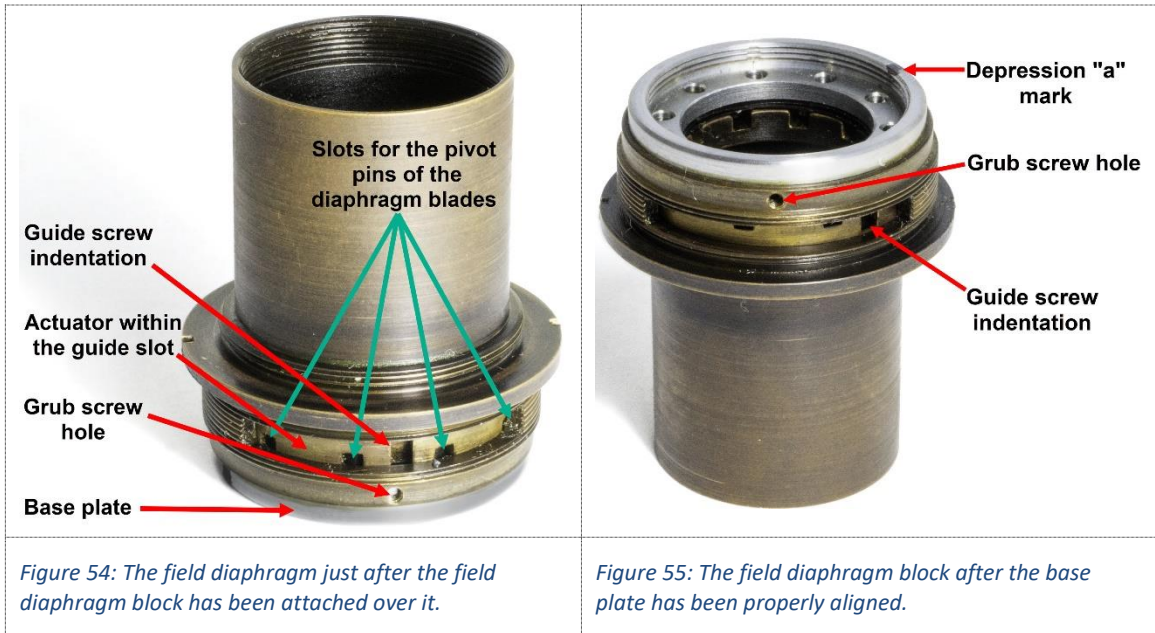 Slots for the pivot
pins of the
diaphragm blades
Guide screw
indentation
Actuator within
the guide slot
Grub screw
hole
Base plate
Depression "a"
mark
Grub screw hole
Guide screw
indentation
Figure 54: The field diaphragm just after the field
diaphragm block has been attached over it.
Figure 55: The field diaphragm block after the base
plate has been properly aligned.